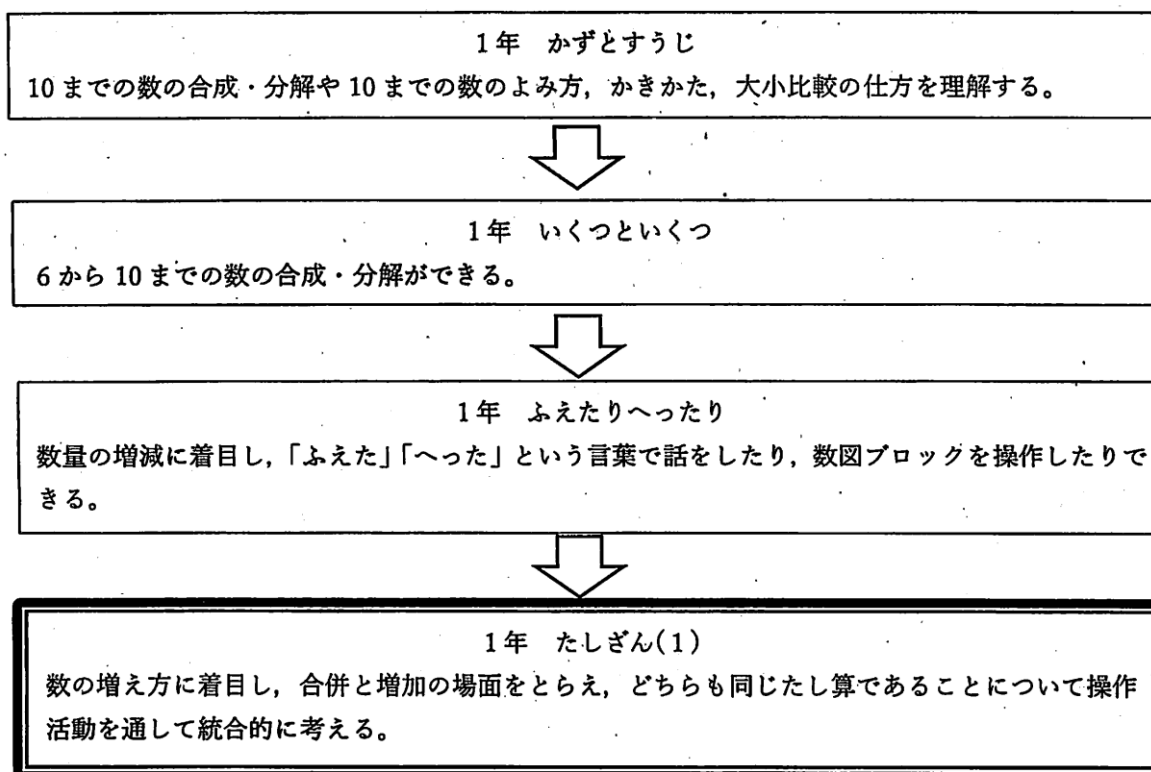 1年 かずとすうじ
10 までの数の合成・分解や 10 までの数のよみ方，かきかた，大小比較の仕方を理解する。
1年 いくつといくつ
6 から 10 までの数の合成・分解ができる。
1年 ふえたりへったり
数量の増減に着目し，「ふえた」「へった」という言葉で話をしたり，数図ブロックを操作したりで
きる。
1年 たしざん(1)
数の増え方に着目し，合併と増加の場面をとらえ，どちらも同じたし算であることについて操作
活動を通して統合的に考える。